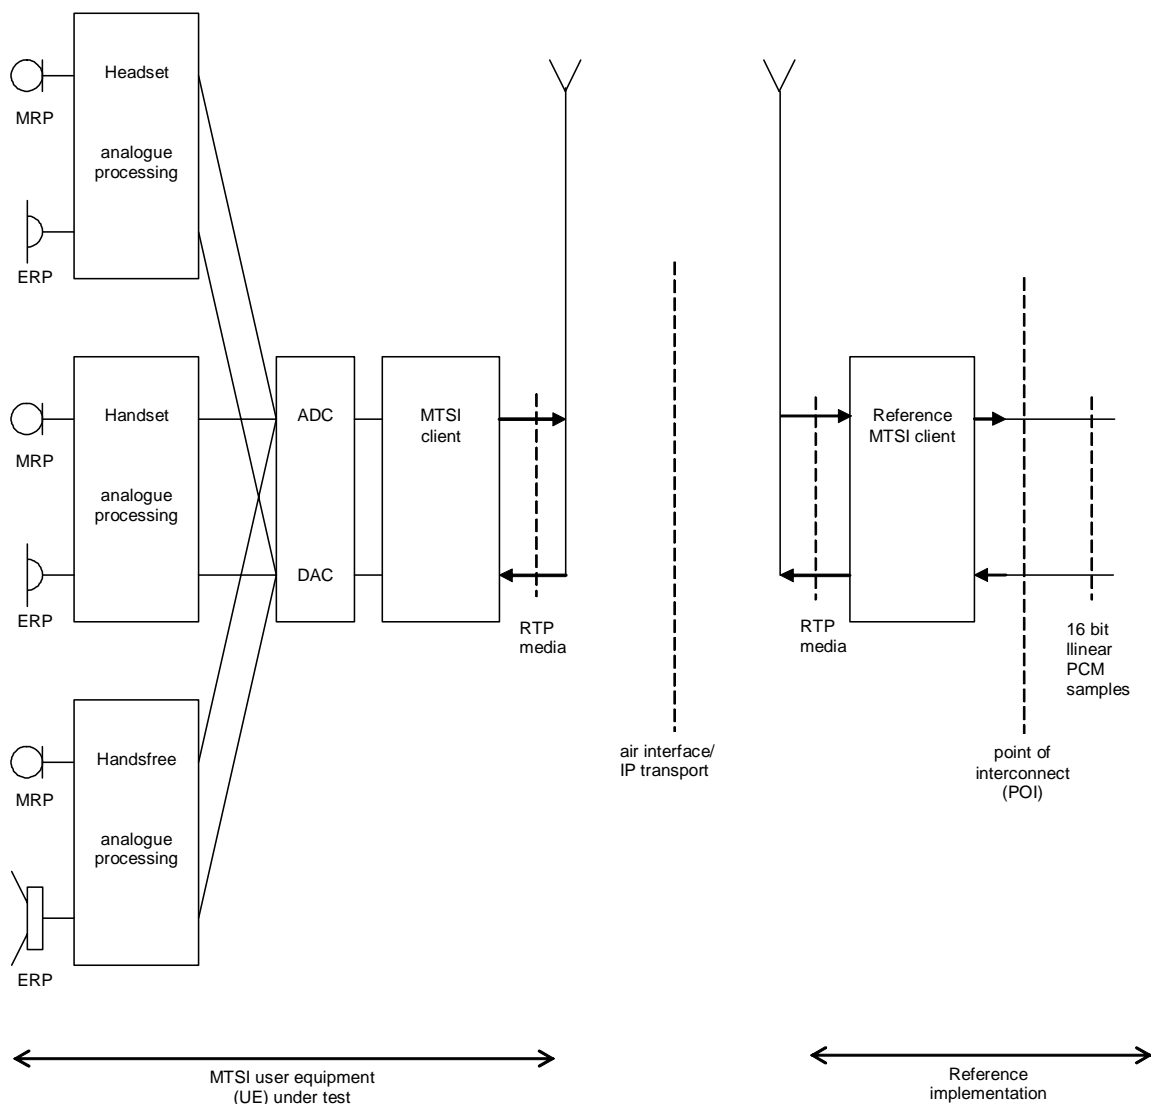 Headset
MRP
analogue
processing
ERP
Handset
MRP
analogue
processing
ERP
Handsfree
MRP
analogue
processing
ERP
ADC
DAC
MTSI
client
RTP
media
air interface/
IP transport
RTP
media
Reference
MTSI client
point of
interconnect
(POI)
16 bit
llinear
PCM
samples
MTSI user equipment
(UE) under test
Reference
implementation